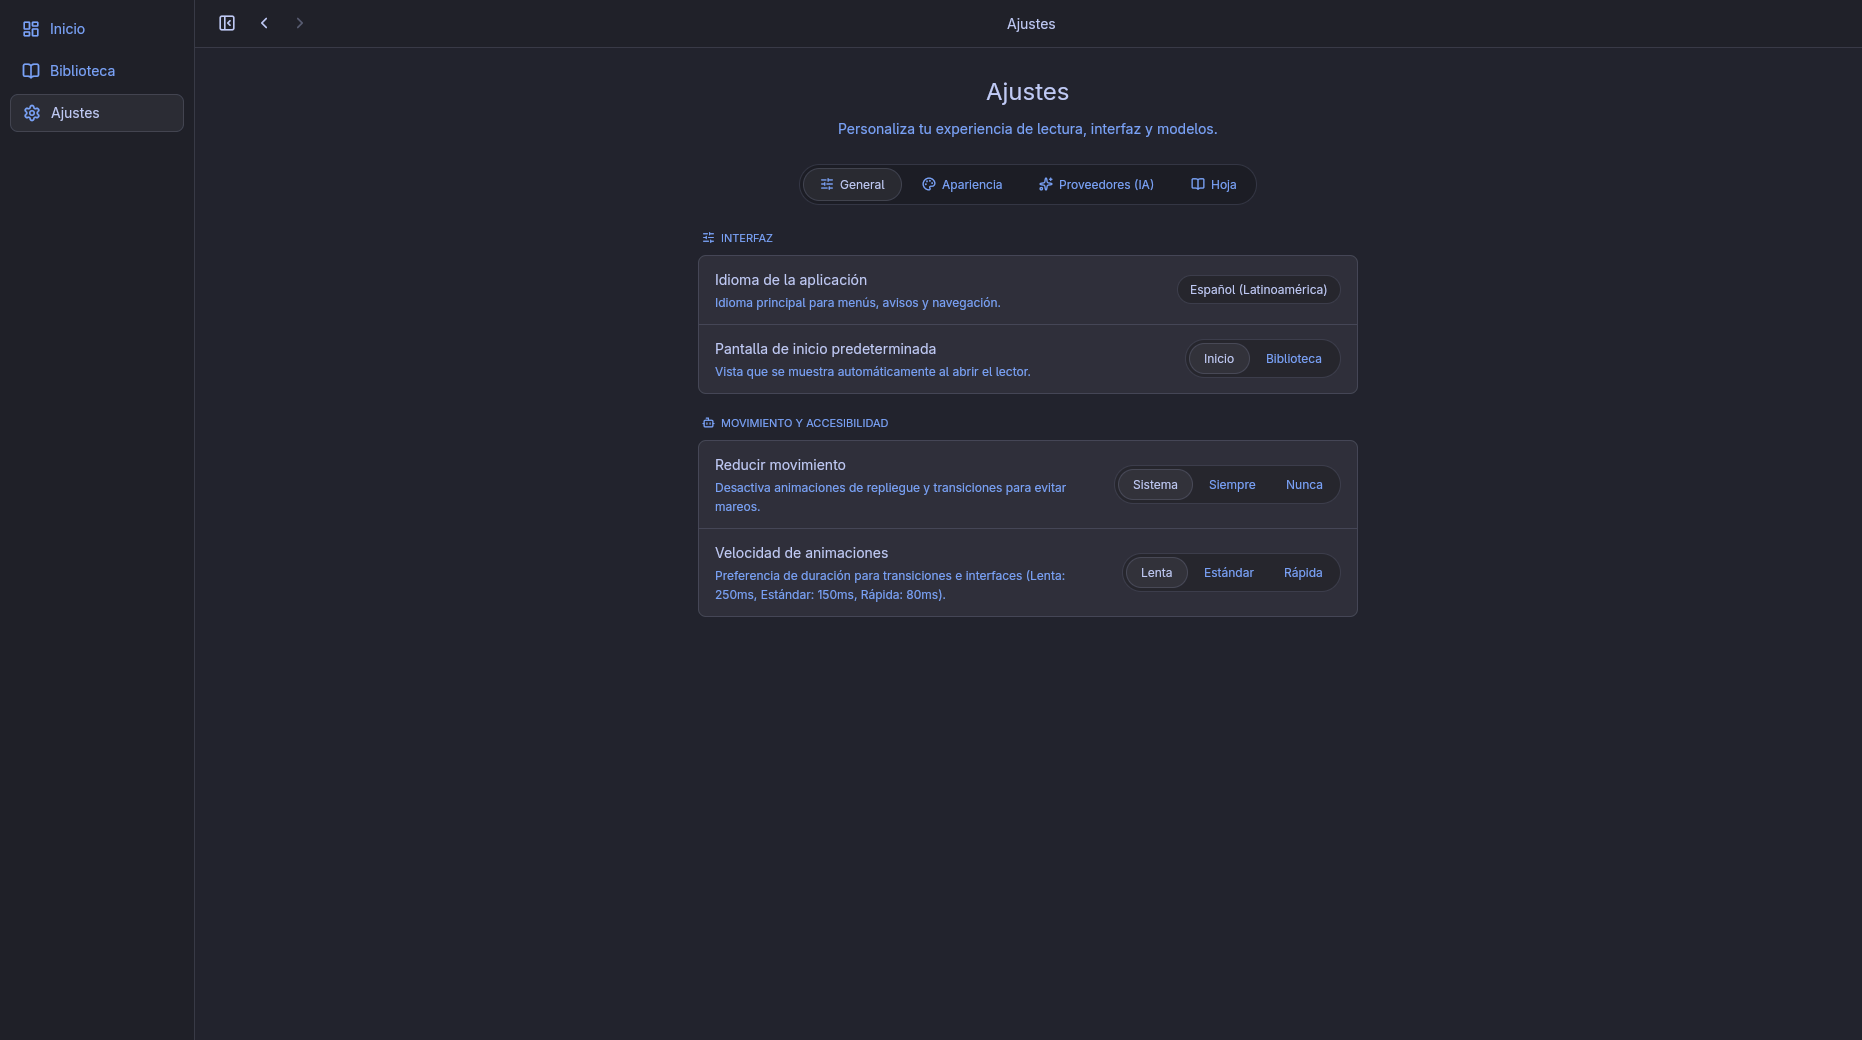 Inicio
Biblioteca
Ajustes
Ajustes
Ajustes
Personaliza tu experiencia de lectura, interfaz y modelos.
General
Apariencia
Proveedores (IA)
Hoja
INTERFAZ
Idioma de la aplicación
Idioma principal para menús, avisos y navegación.
Español (Latinoamérica)
Pantalla de inicio predeterminada
Vista que se muestra automáticamente al abrir el lector.
Inicio
Biblioteca
MOVIMIENTO Y ACCESIBILIDAD
Reducir movimiento
Desactiva animaciones de repliegue y transiciones para evitar
mareos.
Sistema
Siempre
Nunca
Velocidad de animaciones
Preferencia de duración para transiciones e interfaces (Lenta:
250ms, Estándar: 150ms, Rápida: 80ms).
Lenta
Estándar
Rápida